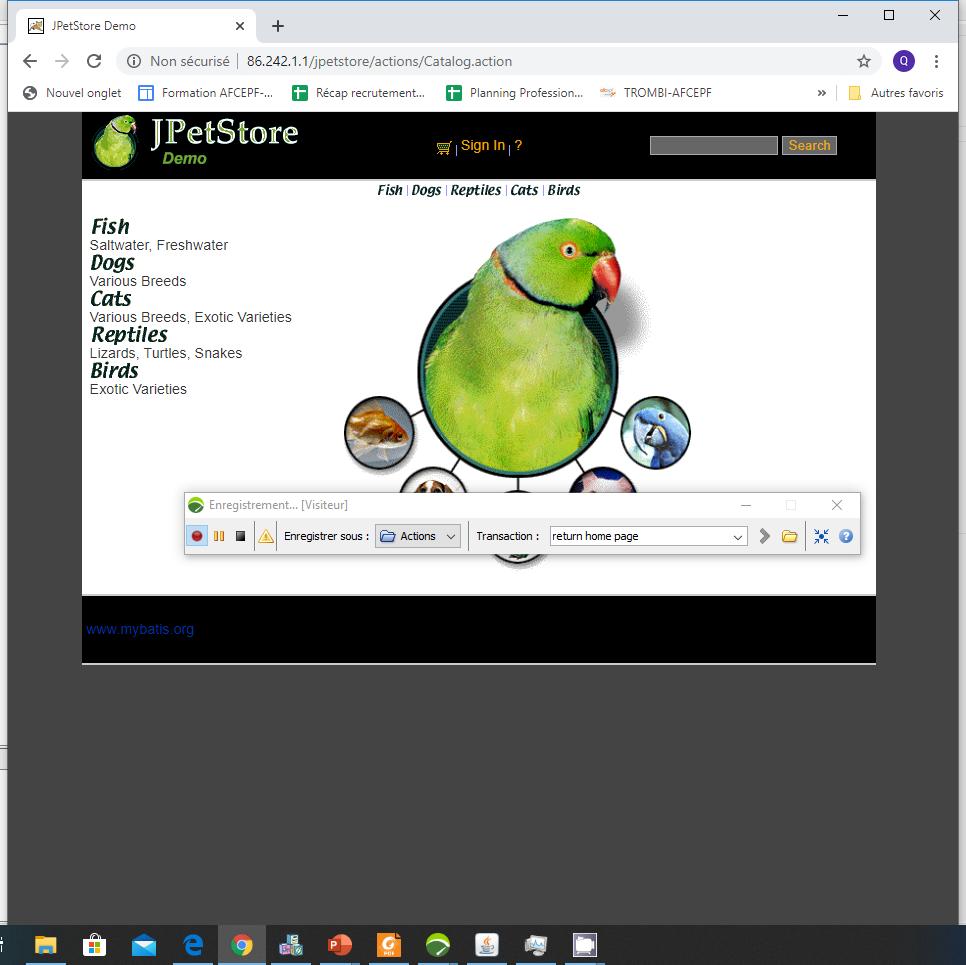 JPetStore Demo
Non sécurisé | 86.242.1.1/jpetstore/actions/Catalog.action
Q
Nouvel onglet Formation AFCEPF-... Récap recrutement... Planning Profession... TROMBI-AFCEPF » Autres favoris
JPetStore
Demo
| Sign In | ? Search
Fish | Dogs | Reptiles | Cats | Birds
Fish
Saltwater, Freshwater
Dogs
Various Breeds
Cats
Various Breeds, Exotic Varieties
Reptiles
Lizards, Turtles, Snakes
Birds
Exotic Varieties
Enregistrement... [Visiteur]
Enregistrer sous : Actions Transaction : return home page ?
www.mybatis.org